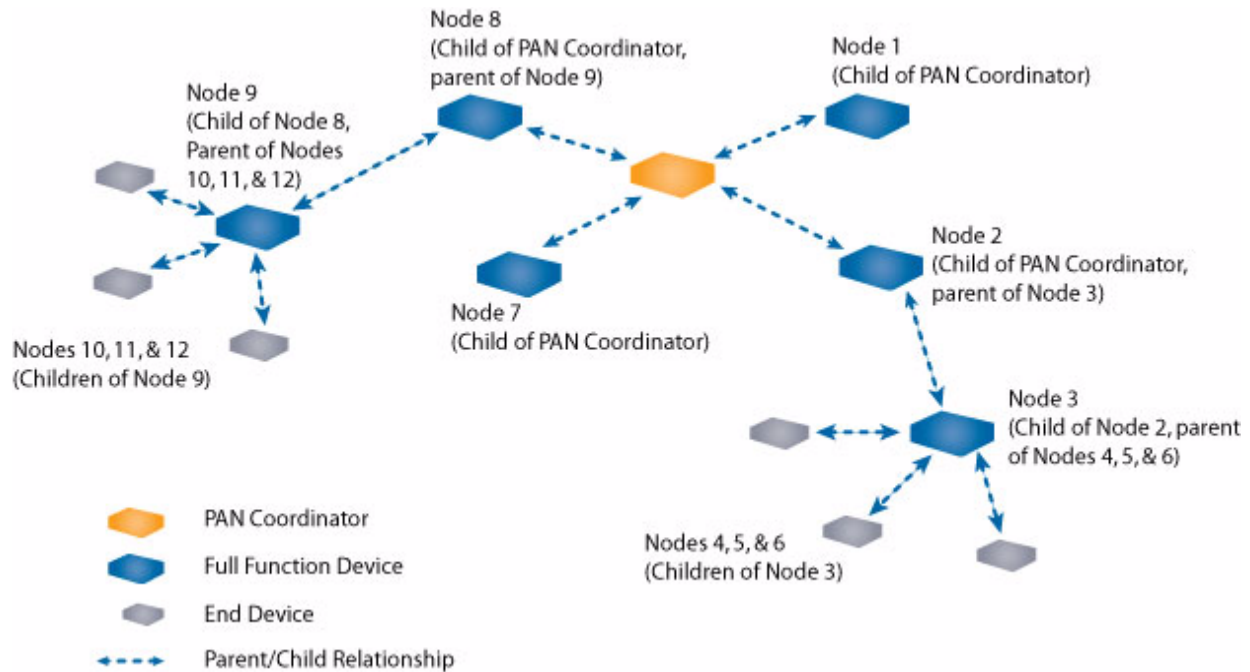 Node 8
(Child of PAN Coordinator,
parent of Node 9)
Node 1
(Child of PAN Coordinator)
Node 9
(Child of Node 8,
Parent of Nodes
10, 11, & 12)
Node 2
(Child of PAN Coordinator,
parent of Node 3)
Node 7
(Child of PAN Coordinator)
Nodes 10, 11, & 12
(Children of Node 9)
Node 3
(Child of Node 2, parent
of Nodes 4, 5, & 6)
Nodes 4, 5, & 6
(Children of Node 3)
PAN Coordinator
Full Function Device
End Device
Parent/Child Relationship